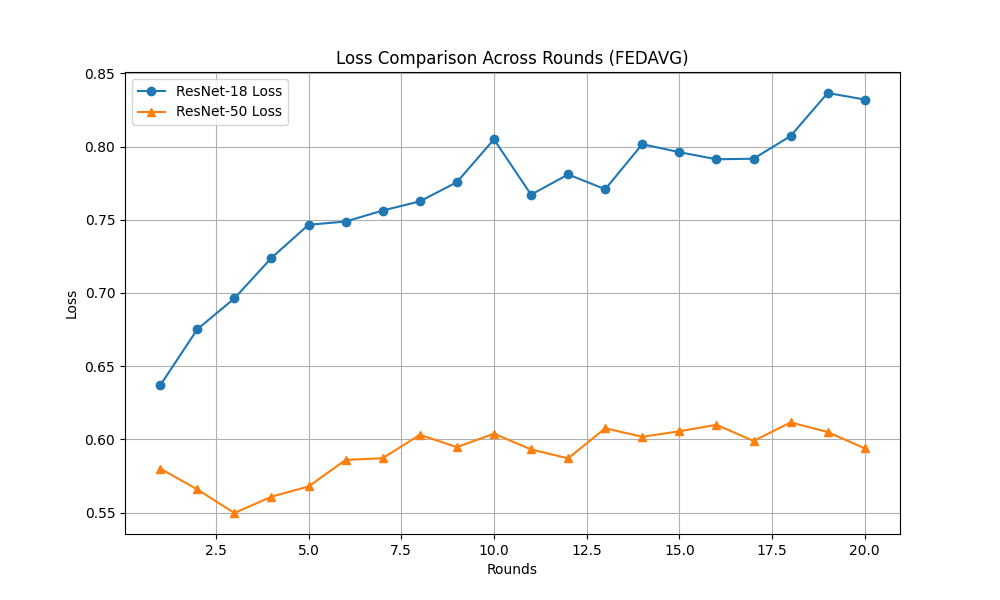 Loss Comparison Across Rounds (FEDAVG)
ResNet-18 Loss
ResNet-50 Loss
Loss
0.85
0.80
0.75
0.70
0.65
0.60
0.55
2.5 5.0 7.5 10.0 12.5 15.0 17.5 20.0
Rounds